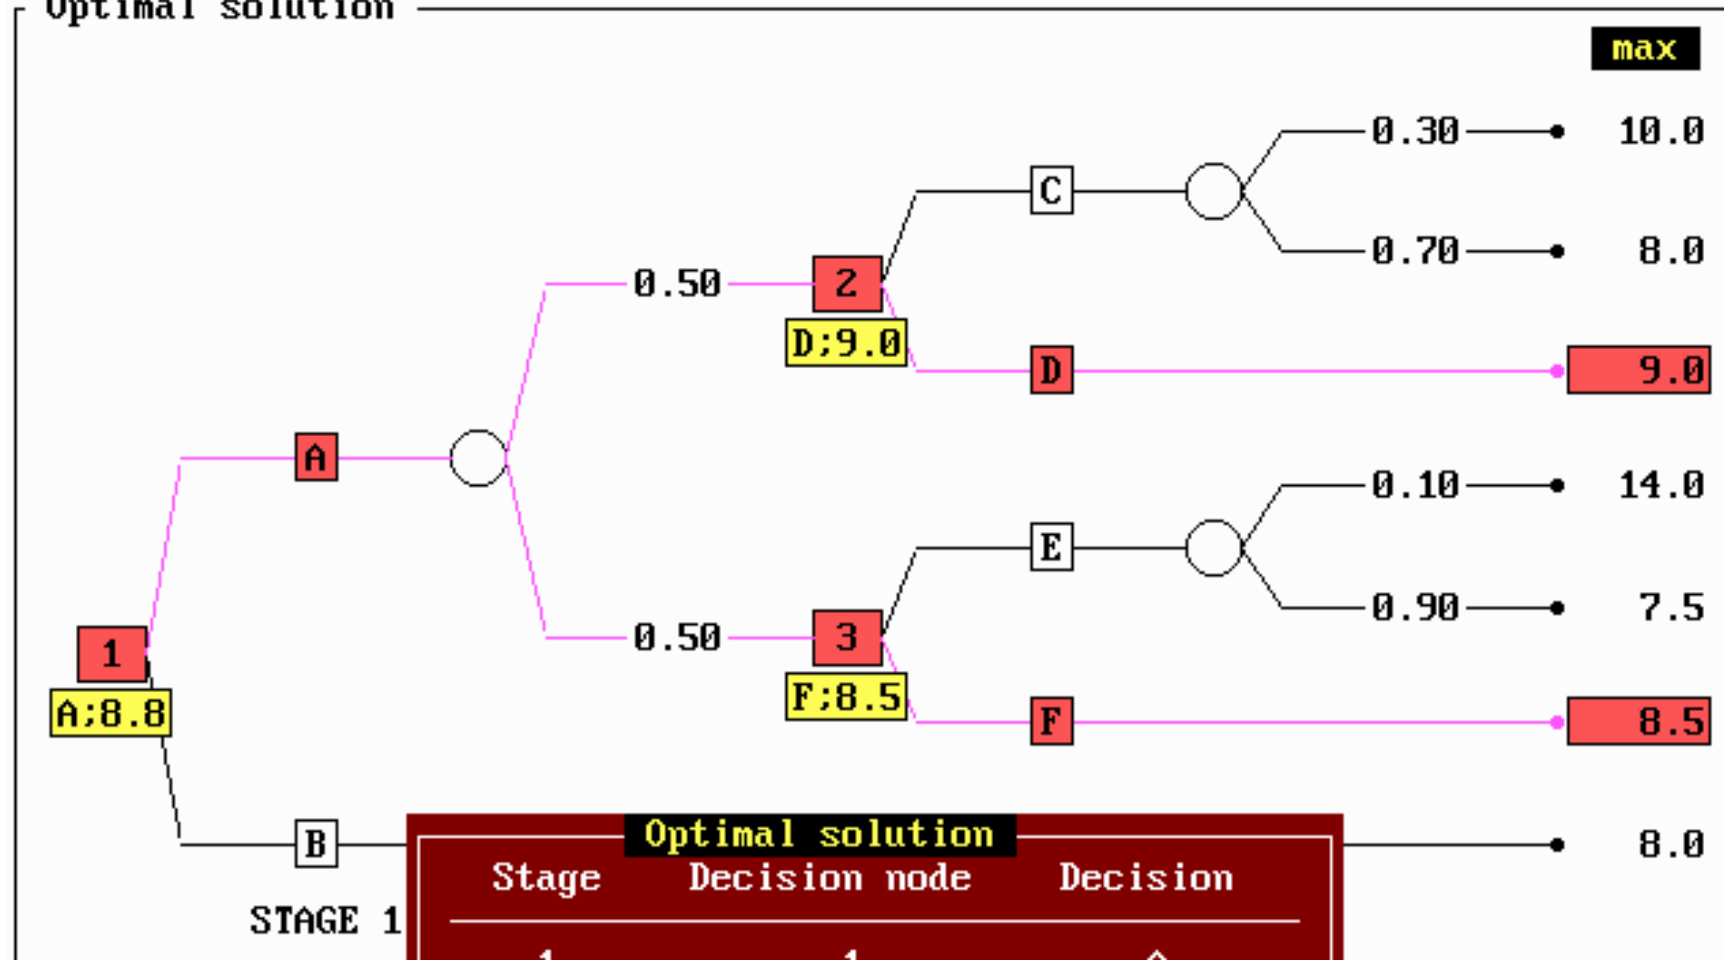 Optimal solution
max
0.30 10.0
C
0.70 8.0
0.50 2
D;9.0
D 9.0
A
0.10 14.0
E
0.90 7.5
0.50 3
1
F;8.5
A;8.8
F 8.5
Optimal solution
B 8.0
Stage Decision node Decision
STAGE 1